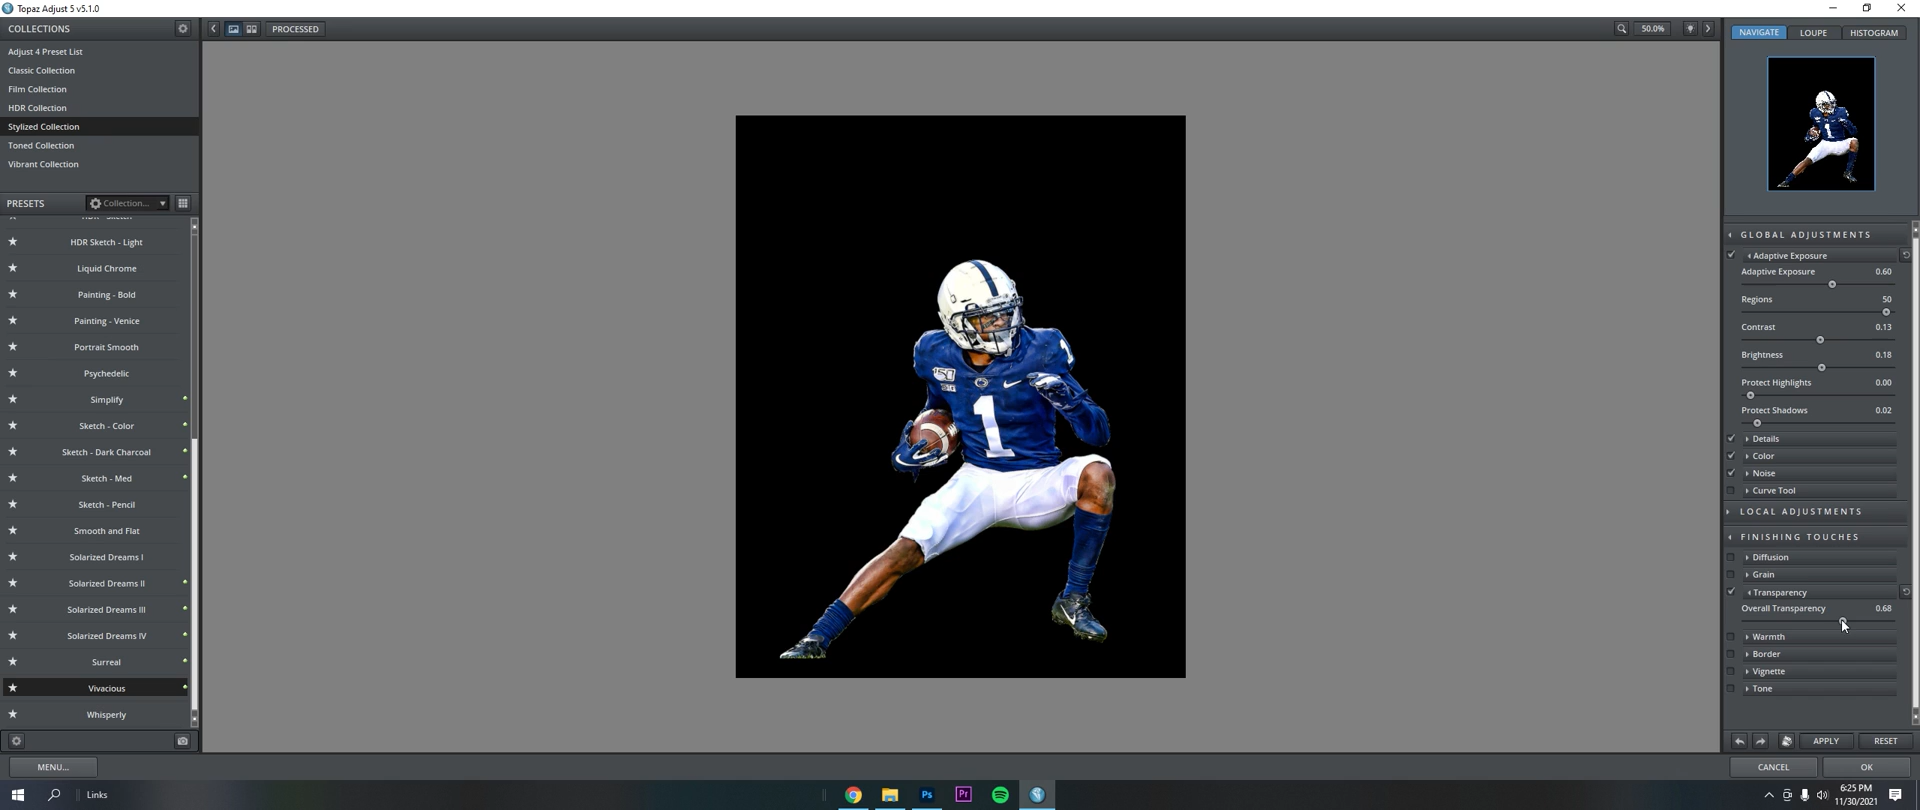 Topaz Adjust 5 v5.1.0
COLLECTIONS
PROCESSED
50.0%
NAVIGATE
LOUPE
HISTOGRAM
Adjust 4 Preset List
Classic Collection
Film Collection
HDR Collection
Stylized Collection
Toned Collection
Vibrant Collection
PRESETS
Collection...
HDR Sketch - Light
Liquid Chrome
Painting - Bold
Painting - Venice
Portrait Smooth
Psychedelic
Simplify
Sketch - Color
Sketch - Dark Charcoal
Sketch - Med
Sketch - Pencil
Smooth and Flat
Solarized Dreams I
Solarized Dreams II
Solarized Dreams III
Solarized Dreams IV
Surreal
Vivacious
Whisperly
1
150
1
1
GLOBAL ADJUSTMENTS
Adaptive Exposure
Adaptive Exposure 0.60
Regions 50
Contrast 0.13
Brightness 0.18
Protect Highlights 0.00
Protect Shadows 0.02
Details
Color
Noise
Curve Tool
LOCAL ADJUSTMENTS
FINISHING TOUCHES
Diffusion
Grain
Transparency
Overall Transparency 0.68
Warmth
Border
Vignette
Tone
APPLY
RESET
MENU...
CANCEL
OK
Links
Ps
Pr
6:25 PM
11/30/2021